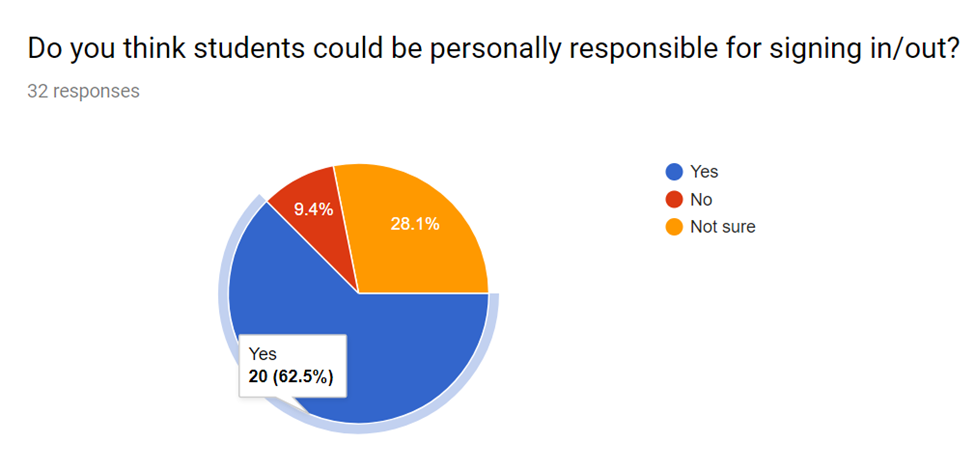 Do you think students could be personally responsible for signing in/out?
32 responses
9.4%
28.1%
Yes
20 (62.5%)
Yes
No
Not sure